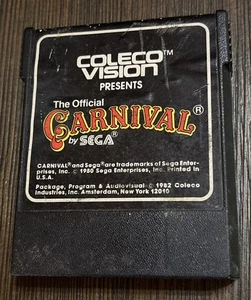 COLECO™
VISION
PRESENTS
The Official
CARNIVAL®
by SEGA®
CARNIVAL® and Sega® are trademarks of Sega Enter-
prises, Inc. © 1980 Sega Enterprises, Inc. Printed in
U.S.A.
Package, Program & Audiovisual © 1982 Coleco
Industries, Inc. Amsterdam, New York 12010